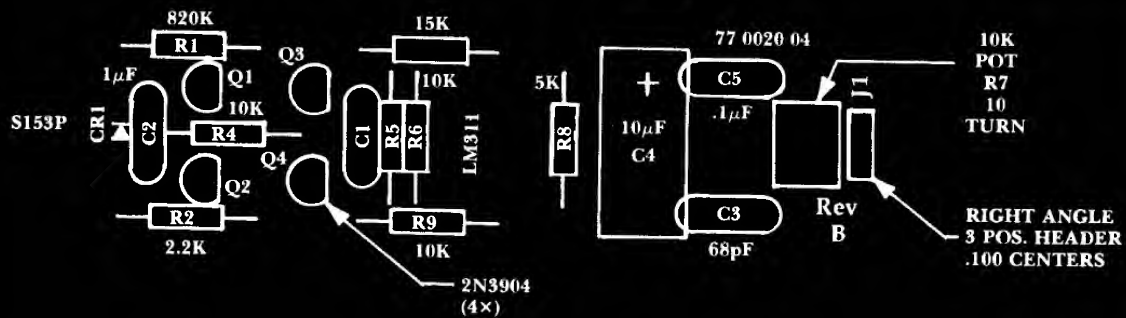 820K
R1
1μF
Q1
Q3
15K
10K
S153P
CR1
C2
10K
R4
C1
R5
R6
LM311
Q4
Q2
R2
2.2K
R9
10K
2N3904
(4×)
5K
R8
77 0020 04
+
10μF
C4
C5
.1μF
C3
68pF
10K
POT
R7
10
TURN
J1
Rev
B
RIGHT ANGLE
3 POS. HEADER
.100 CENTERS